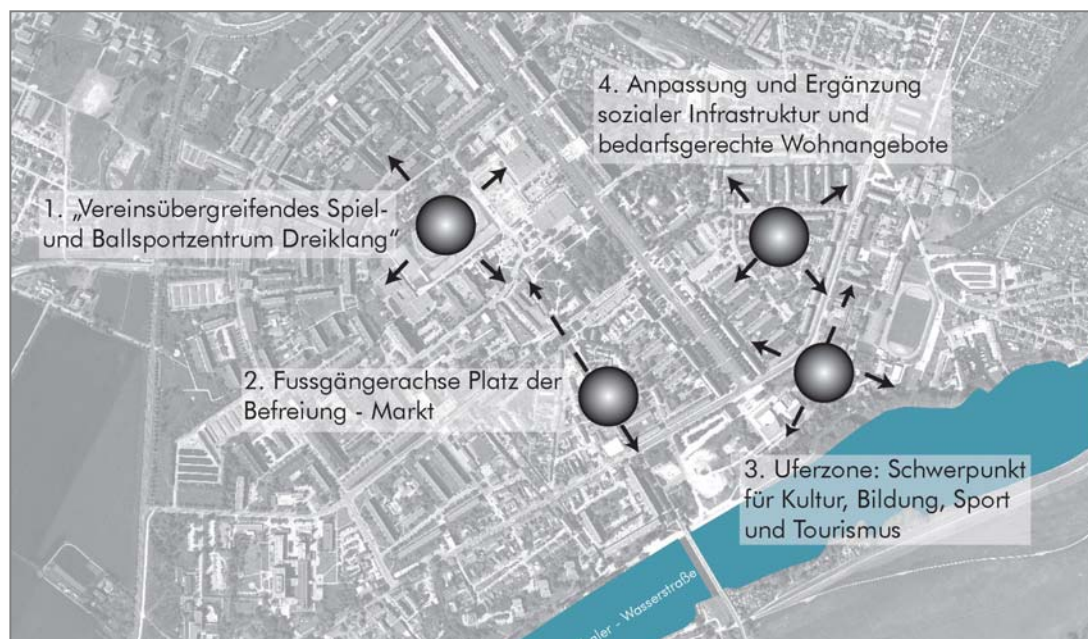 4. Anpassung und Ergänzung
sozialer Infrastruktur und
bedarfsgerechte Wohnangebote
1. „Vereinsübergreifendes Spiel-
und Ballsportzentrum Dreiklang“
2. Fussgängerachse Platz der
Befreiung - Markt
3. Uferzone: Schwerpunkt
für Kultur, Bildung, Sport
und Tourismus
- Wasserstraße